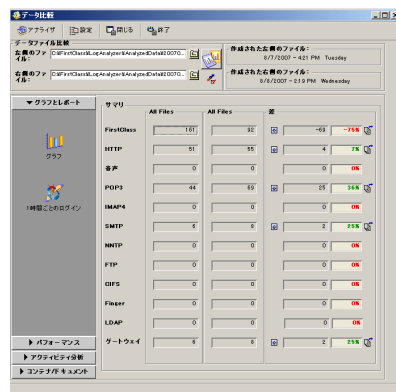 データ比較
アナライザ 設定 閉じる 終了
データファイル比較
左側のファイル: C:¥FirstClass¥LogAnalyzer¥AnalyzedData¥20070...
右側のファイル: C:¥FirstClass¥LogAnalyzer¥AnalyzedData¥20070...
作成された左側のファイル:
8/7/2007 - 4:21 PM Tuesday
作成された右側のファイル:
8/8/2007 - 2:19 PM Wednesday
▼ グラフとレポート
グラフ
1時間ごとのログイン
▶ パフォーマンス
▶ アクティビティ分析
▶ コンテナ/ドキュメント
サマリ
All Files All Files 差
FirstClass 161 92 -69 -75%
HTTP 51 55 4 7%
音声 0 0 0 0%
POP3 44 69 25 36%
IMAP4 0 0 0 0%
SMTP 6 8 2 25%
NNTP 0 0 0 0%
FTP 0 0 0 0%
CIFS 0 0 0 0%
Finger 0 0 0 0%
LDAP 0 0 0 0%
ゲートウェイ 6 8 2 25%